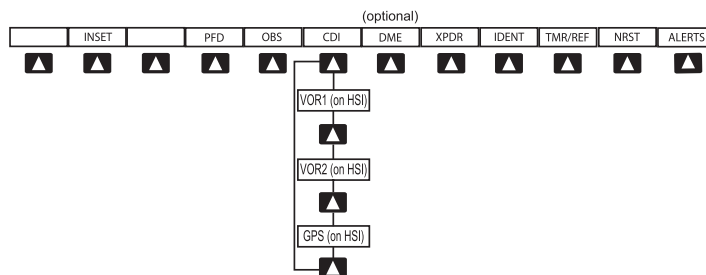 (optional)
INSET PFD OBS CDI DME XPDR IDENT TMR/REF NRST ALERTS
VOR1 (on HSI)
VOR2 (on HSI)
GPS (on HSI)